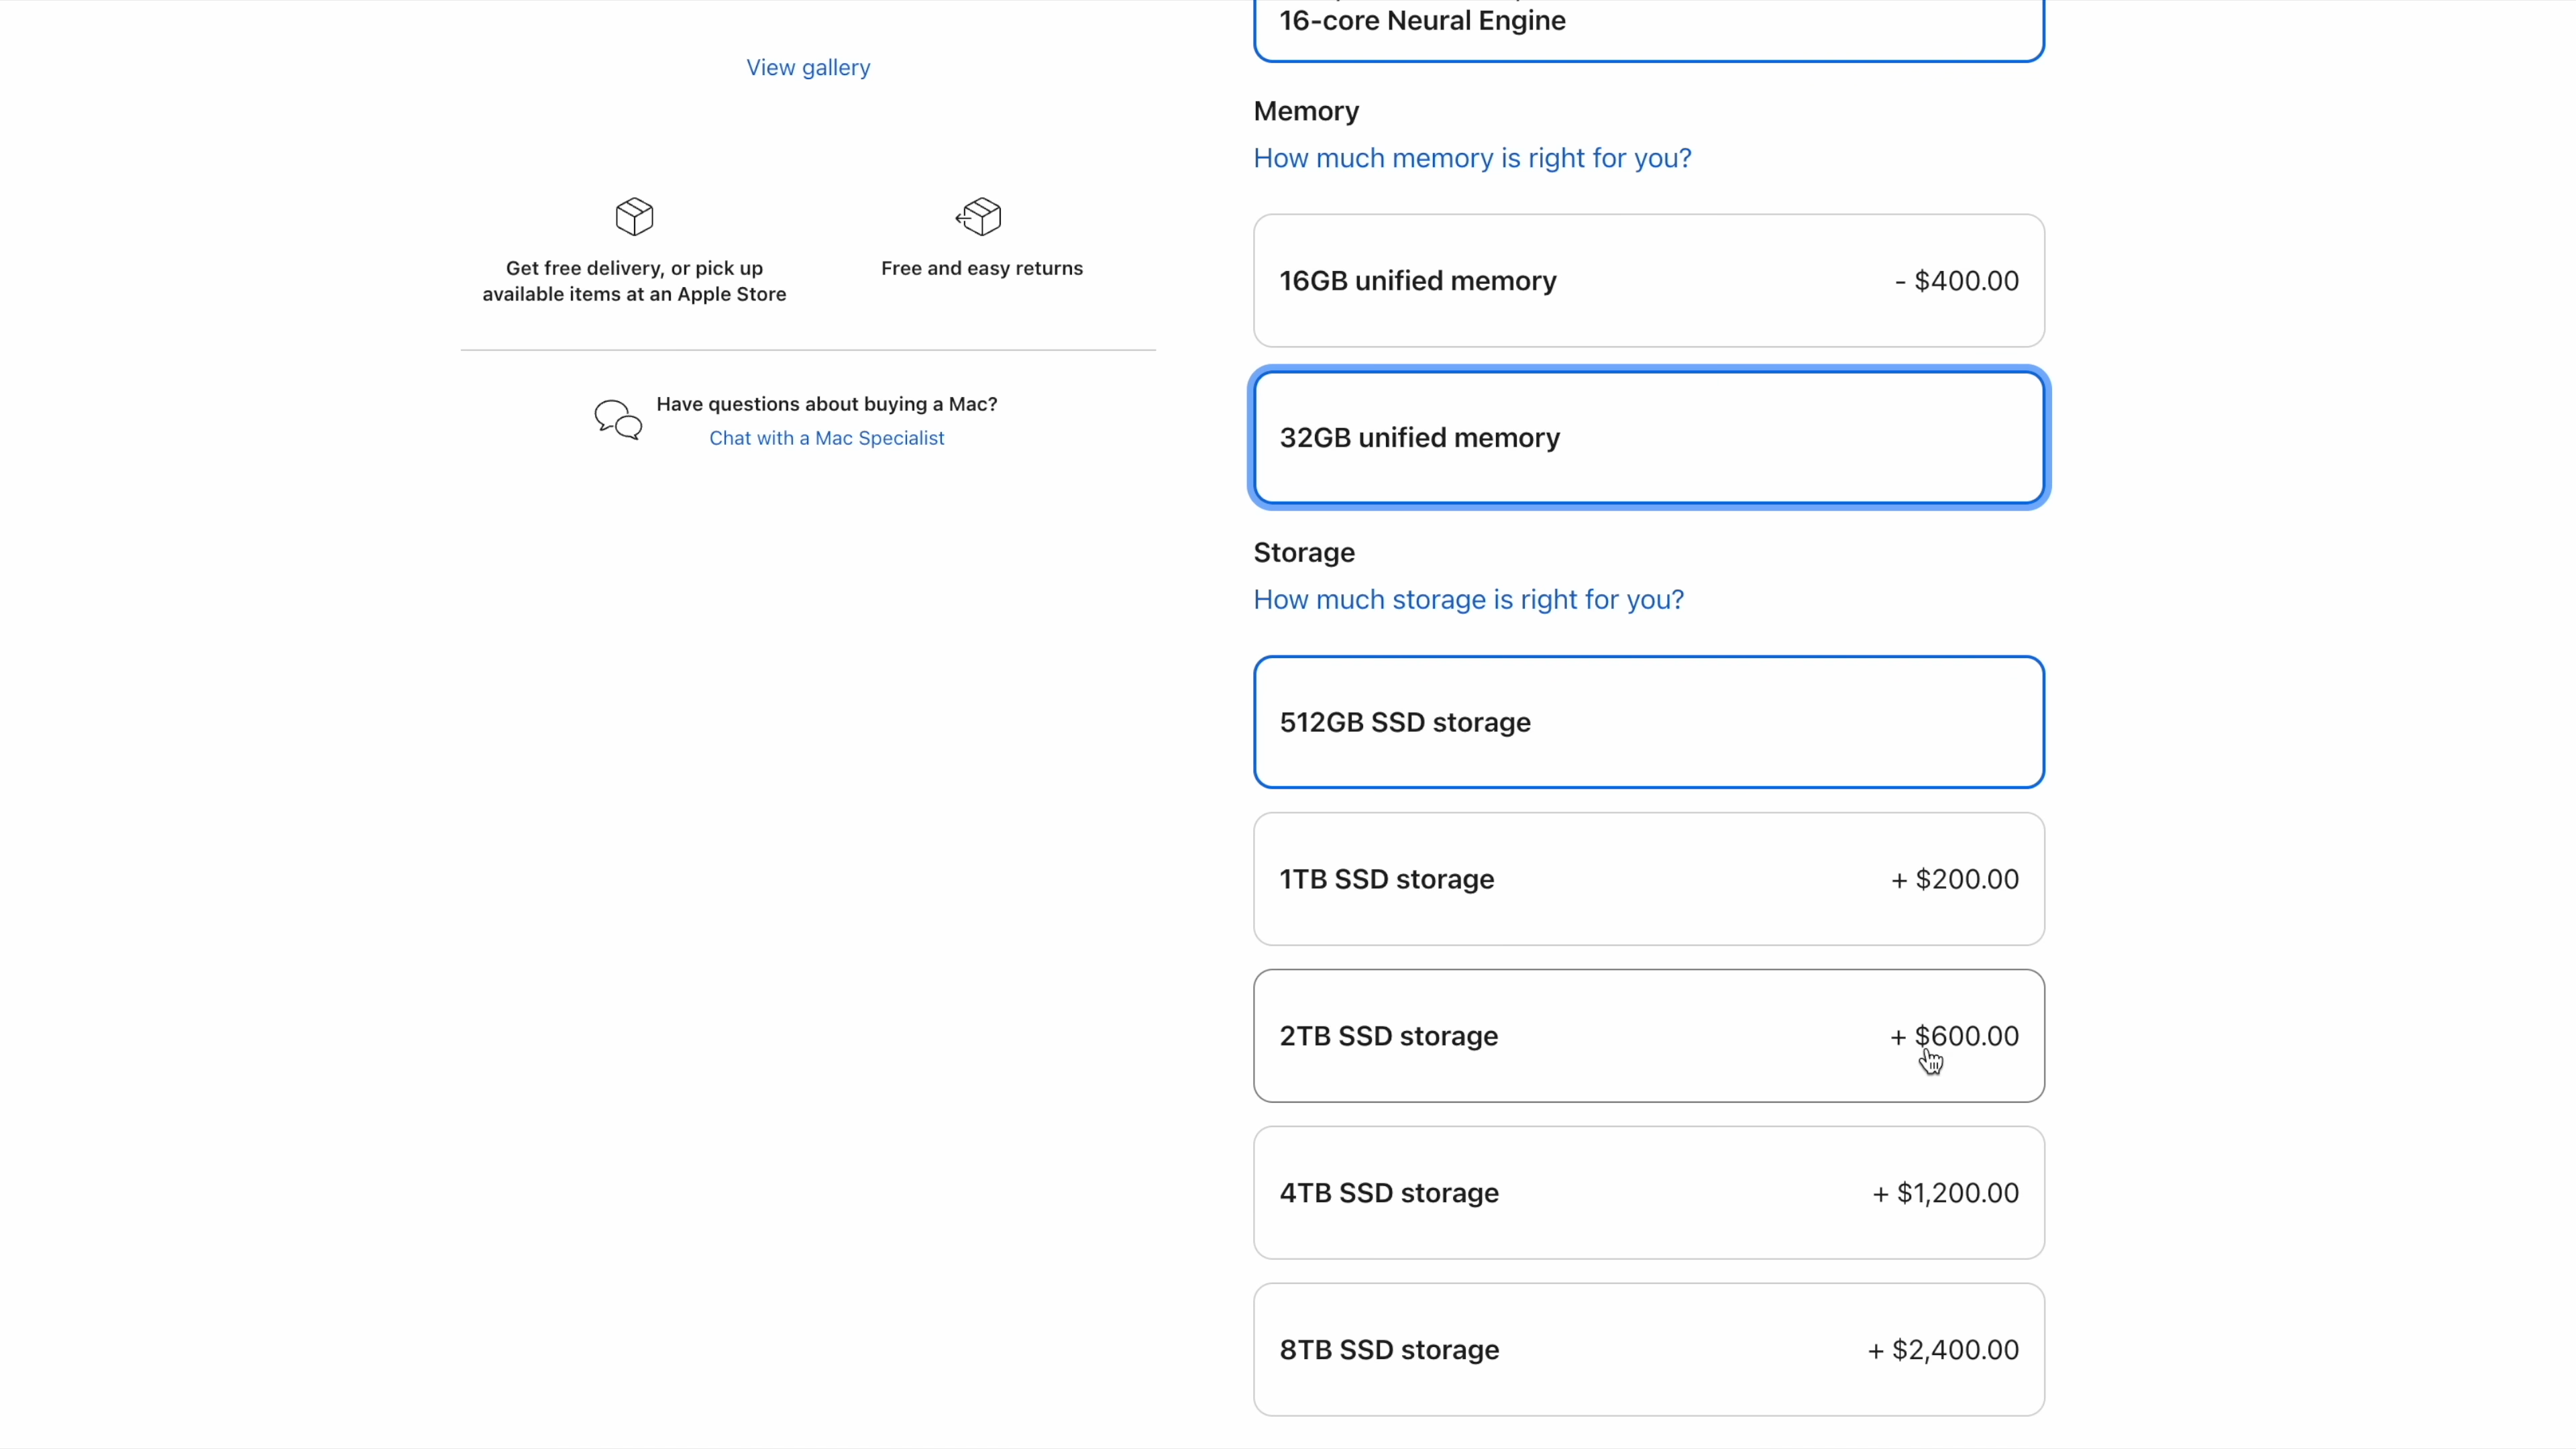 View gallery
Get free delivery, or pick up
available items at an Apple Store
Free and easy returns
Have questions about buying a Mac?
Chat with a Mac Specialist
16-core Neural Engine
Memory
How much memory is right for you?
16GB unified memory - $400.00
32GB unified memory
Storage
How much storage is right for you?
512GB SSD storage
1TB SSD storage + $200.00
2TB SSD storage + $600.00
4TB SSD storage + $1,200.00
8TB SSD storage + $2,400.00